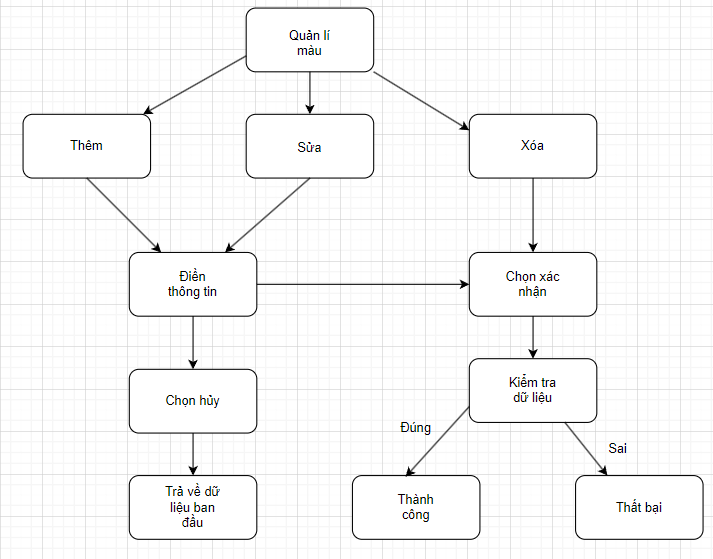 Quản lí
màu
Thêm
Sửa
Xóa
Điền
thông tin
Chọn xác
nhận
Chọn hủy
Kiểm tra
dữ liệu
Đúng
Sai
Trả về dữ
liệu ban
đầu
Thành
công
Thất bại